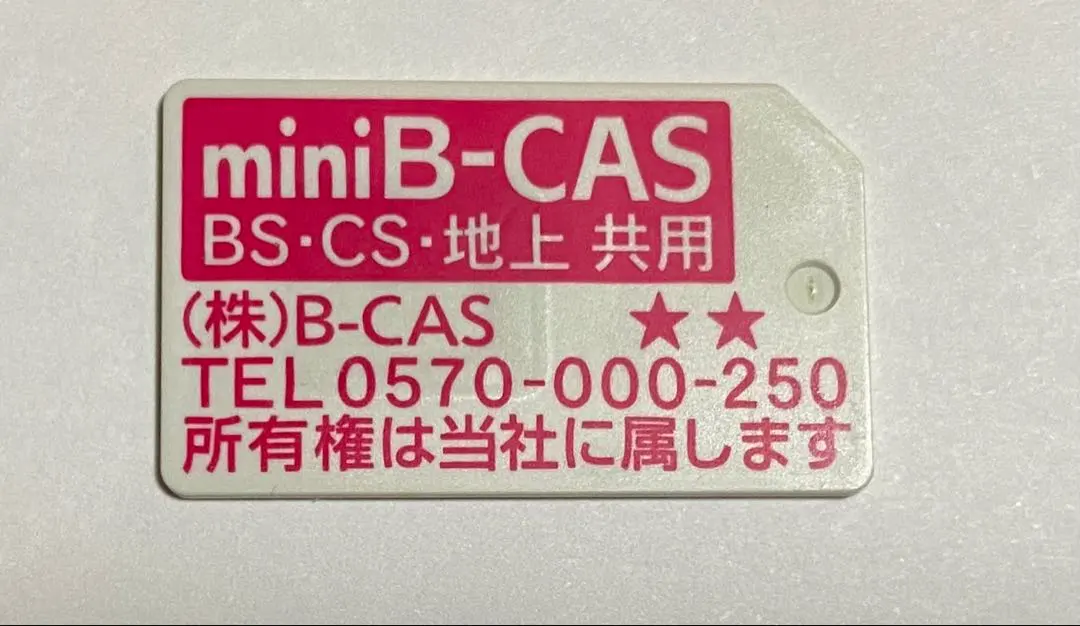 miniB-CAS
BS・CS・地上 共用
(株)B-CAS ★★
TEL 0570-000-250
所有権は当社に属します